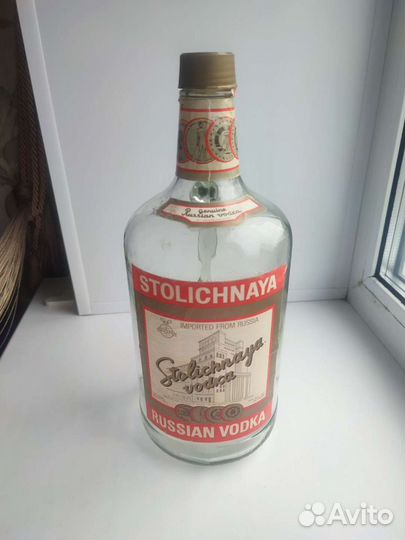 genuine
Russian vodka
STOLICHNAYA
IMPORTED FROM RUSSIA
Stolichnaya
vodka
RUSSIAN VODKA
Avito